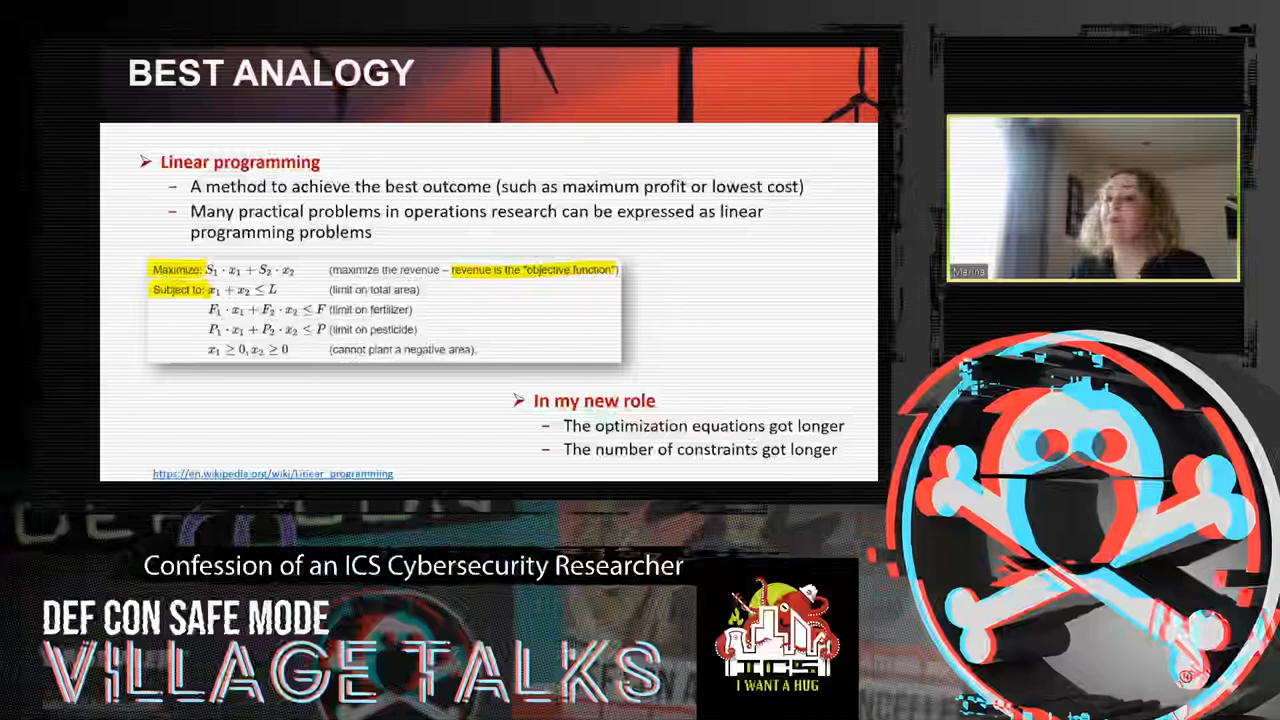 BEST ANALOGY
➢ Linear programming
− A method to achieve the best outcome (such as maximum profit or lowest cost)
− Many practical problems in operations research can be expressed as linear
programming problems
Maximize: S₁ · x₁ + S₂ · x₂ (maximize the revenue – revenue is the "objective function")
Subject to: x₁ + x₂ ≤ L (limit on total area)
F₁ · x₁ + F₂ · x₂ ≤ F (limit on fertilizer)
P₁ · x₁ + P₂ · x₂ ≤ P (limit on pesticide)
x₁ ≥ 0, x₂ ≥ 0 (cannot plant a negative area).
➢ In my new role
− The optimization equations got longer
− The number of constraints got longer
https://en.wikipedia.org/wiki/Linear_programming
Marina
Confession of an ICS Cybersecurity Researcher
DEF CON SAFE MODE
VILLAGE TALKS
ICS
I WANT A HUG
DEF CON